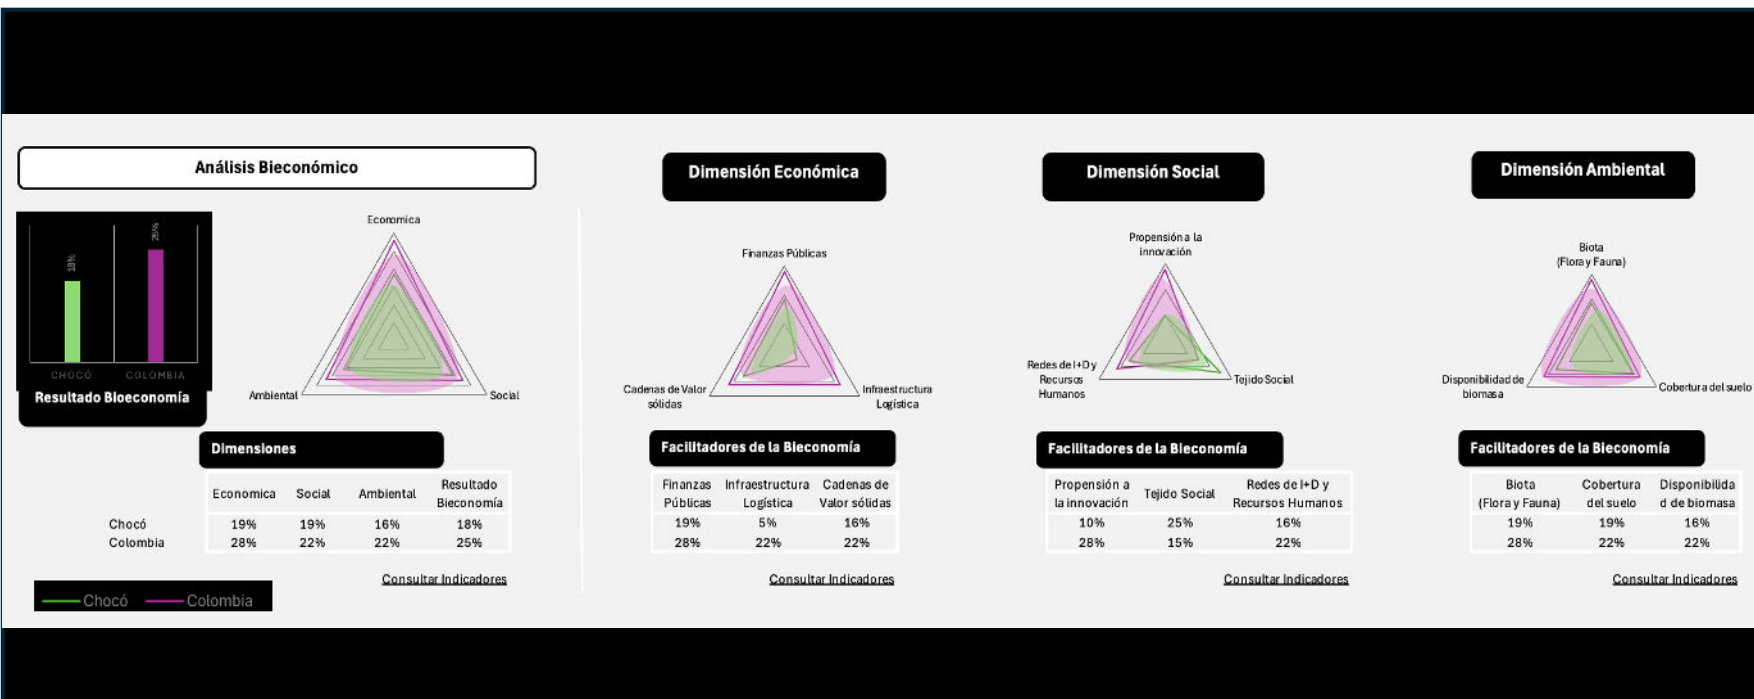 Análisis Bieconómico
25%
18%
CHOCÓ COLOMBIA
Resultado Bioeconomía
Economica
Ambiental
Social
Dimensiones
Economica Social Ambiental Resultado Bieconomía
Chocó 19% 19% 16% 18%
Colombia 28% 22% 22% 25%
Consultar Indicadores
Chocó Colombia
Dimensión Económica
Finanzas Públicas
Cadenas de Valor
sólidas
Infraestructura
Logística
Facilitadores de la Bieconomía
Finanzas Públicas Infraestructura Logística Cadenas de Valor sólidas
19% 5% 16%
28% 22% 22%
Consultar Indicadores
Dimensión Social
Propensión a la
innovación
Redes de I+D y
Recursos
Humanos
Tejido Social
Facilitadores de la Bieconomía
Propensión a la innovación Tejido Social Redes de I+D y Recursos Humanos
10% 25% 16%
28% 15% 22%
Consultar Indicadores
Dimensión Ambiental
Biota
(Flora y Fauna)
Disponibilidad de
biomasa
Cobertura del suelo
Facilitadores de la Bieconomía
Biota (Flora y Fauna) Cobertura del suelo Disponibilida d de biomasa
19% 19% 16%
28% 22% 22%
Consultar Indicadores